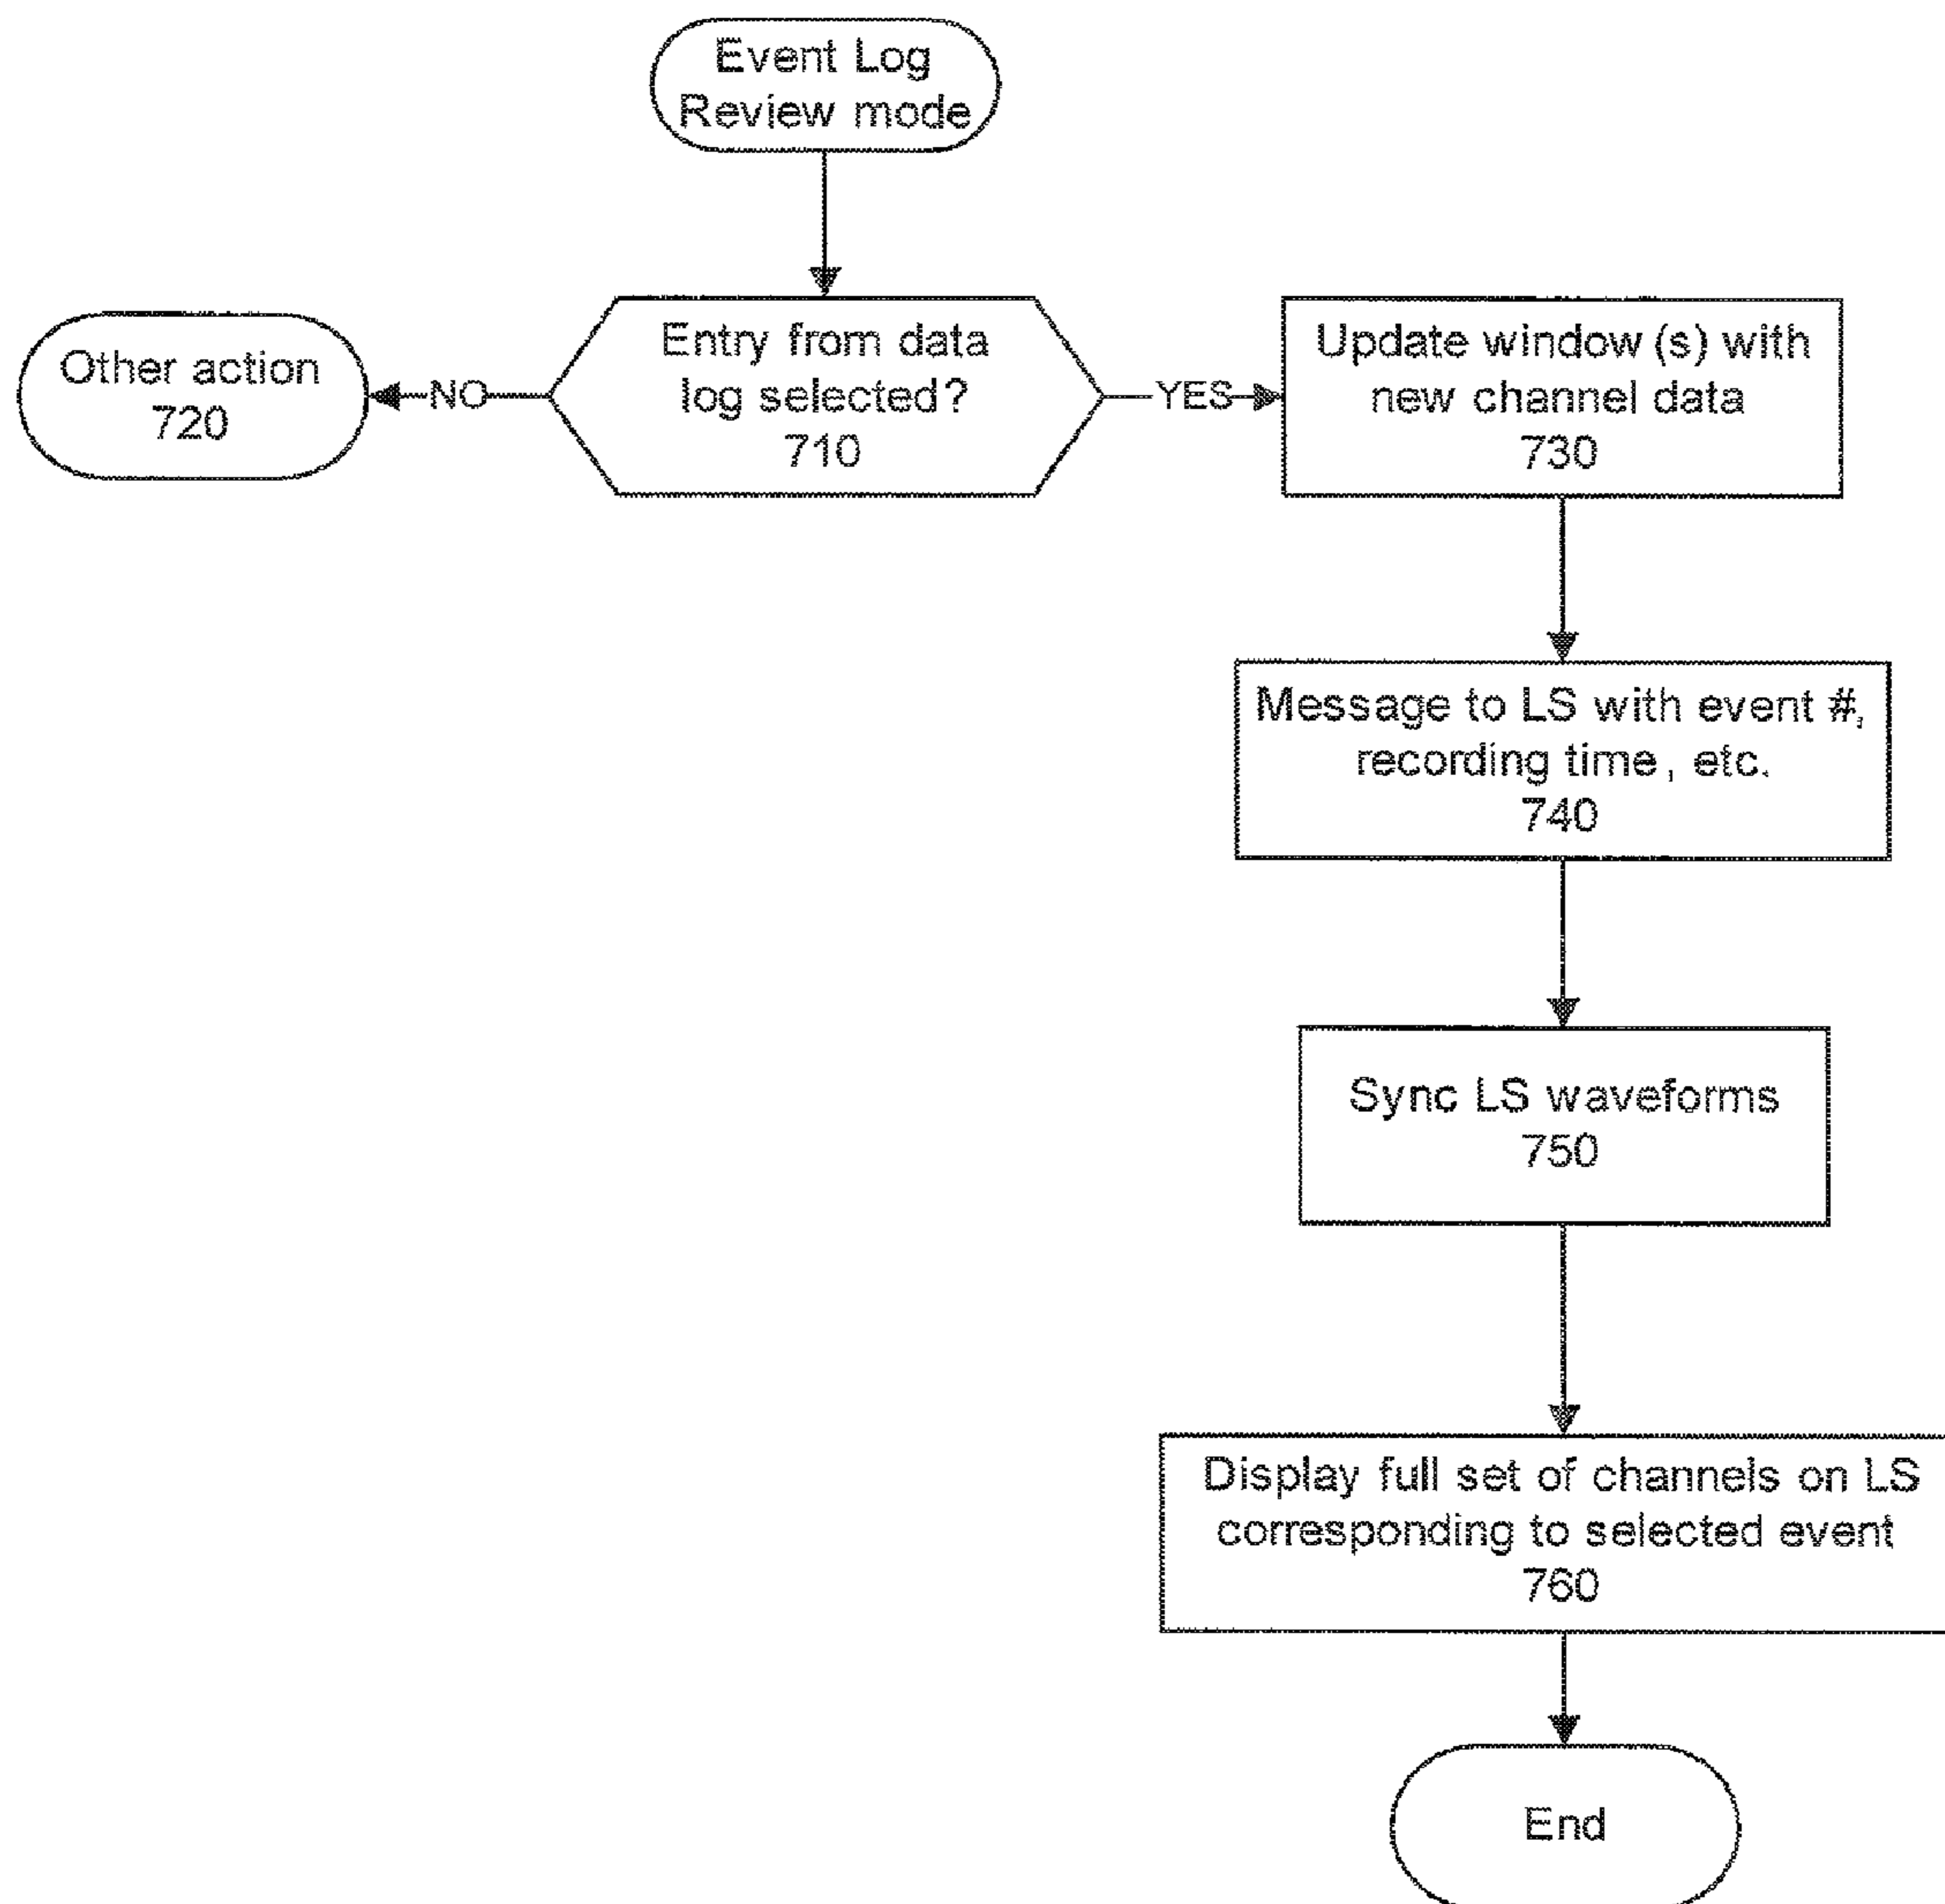 Event Log
Review mode
Entry from data
log selected?
710
NO
Other action
720
YES
Update window (s) with
new channel data
730
Message to LS with event #,
recording time, etc.
740
Sync LS waveforms
750
Display full set of channels on LS
corresponding to selected event
760
End